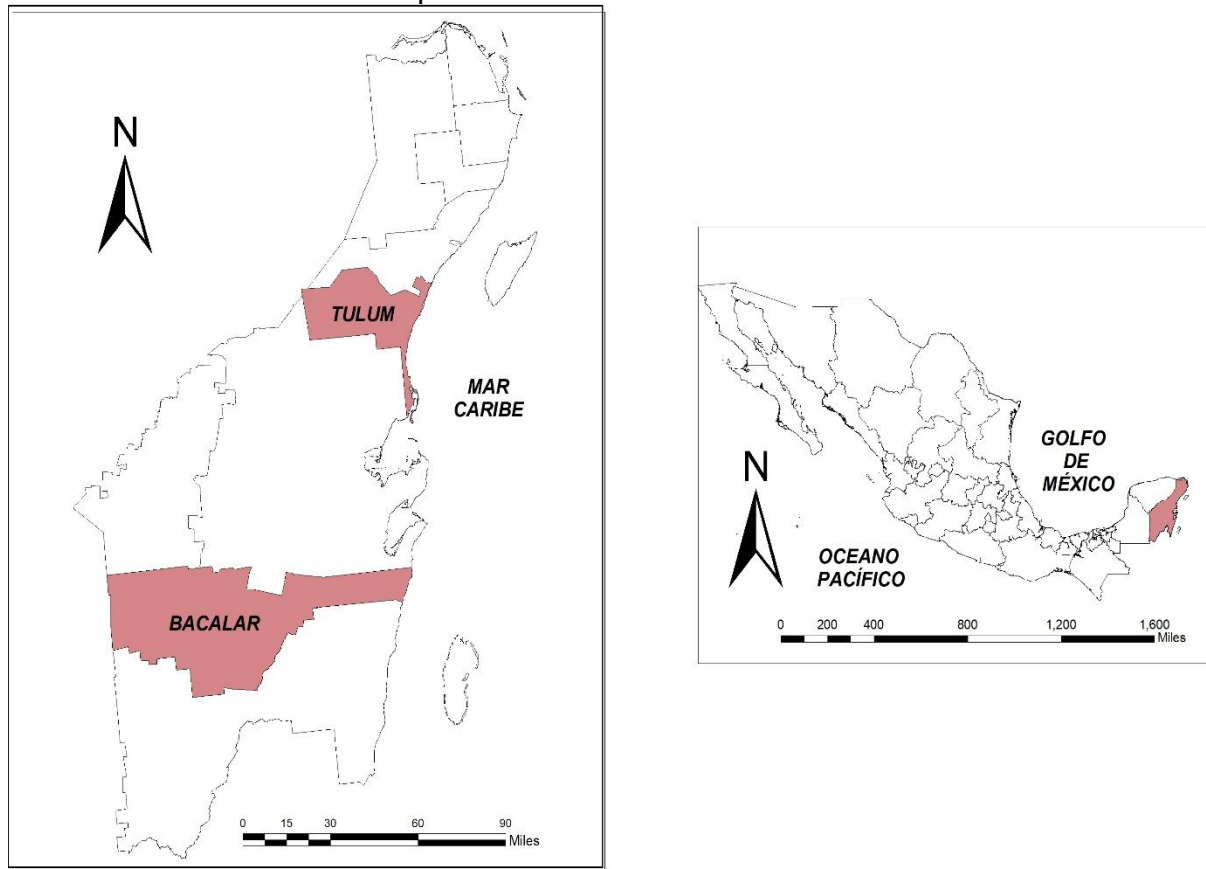 N
TULUM
MAR
CARIBE
BACALAR
0 15 30 60 90
Miles
N
GOLFO
DE
MÉXICO
OCEANO
PACÍFICO
0 200 400 800 1,200 1,600
Miles